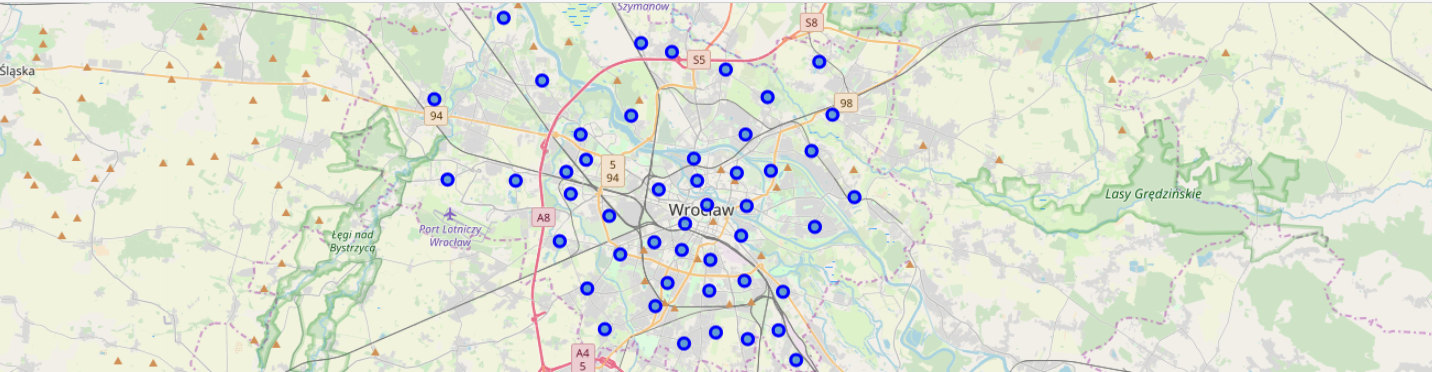 Szymanów
S8
S5
Śląska
98
94
5
94
Lasy Grędzińskie
Wrocław
A8
Port Lotniczy
Wrocław
Łęgi nad
Bystrzycą
A4
5